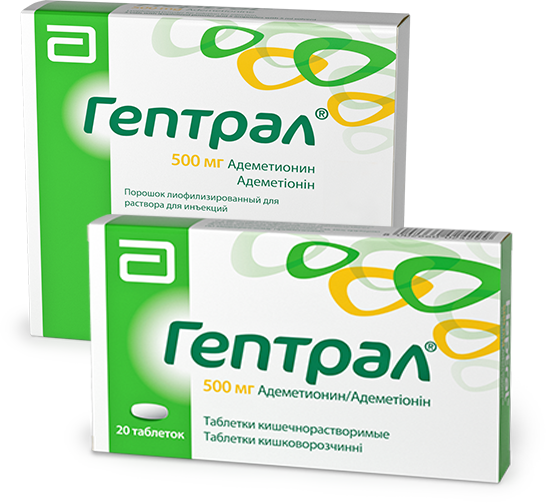 Гептрал®
500 мг Адеметионин
Адеметіонін
Порошок лиофилизированный для
раствора для инъекций
Гептрал®
500 мг Адеметионин/Адеметіонін
Таблетки кишечнорастворимые
Таблетки кишковорозчинні
20 таблеток
Heptral®